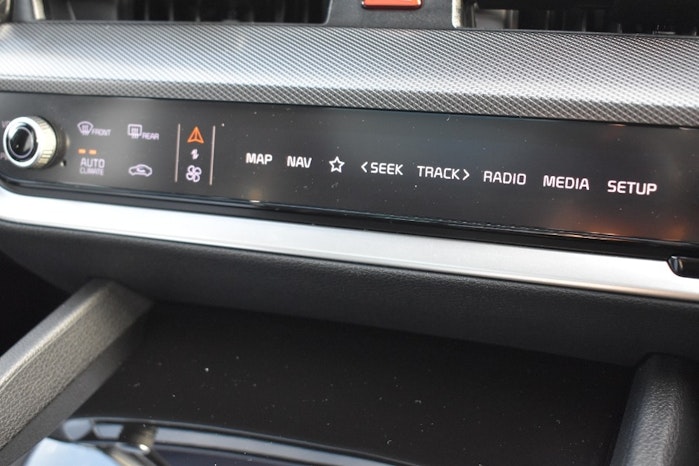 FRONT REAR
MAP NAV <SEEK TRACK> RADIO MEDIA SETUP
AUTO
CLIMATE